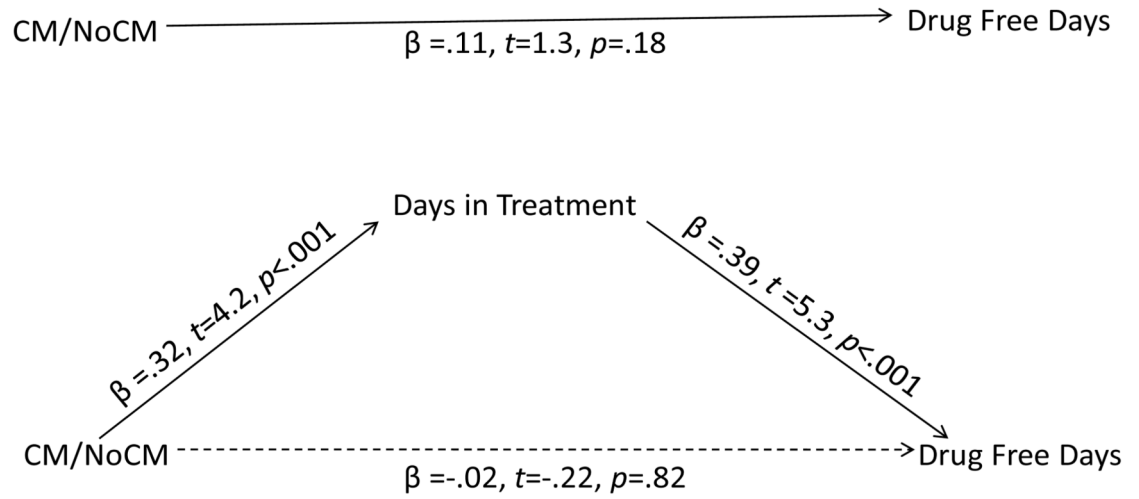 CM/NoCM
Drug Free Days
β =.11, t=1.3, p=.18
Days in Treatment
β =.32, t=4.2, p<.001
β =.39, t =5.3, p<.001
CM/NoCM
Drug Free Days
β =-.02, t=-.22, p=.82